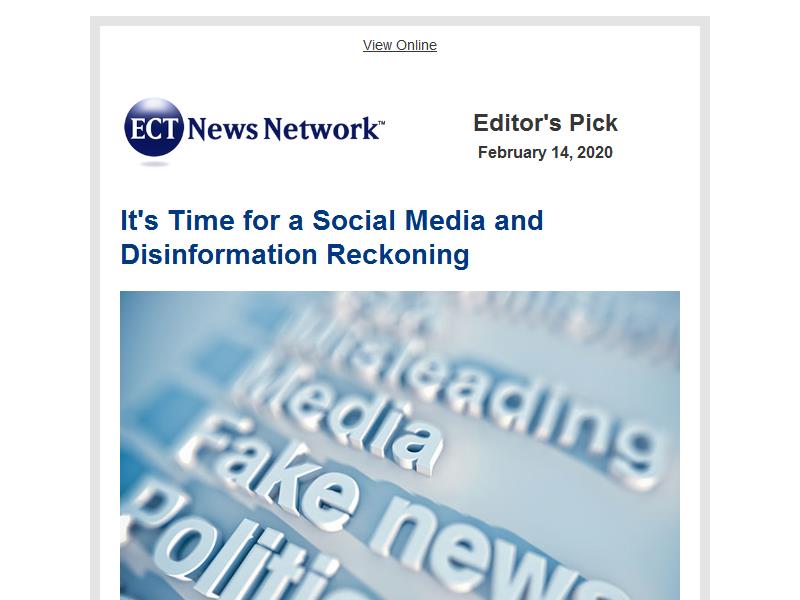 View Online
ECT News Network™
Editor's Pick
February 14, 2020
It's Time for a Social Media and
Disinformation Reckoning
Misleading
Media
Fake news